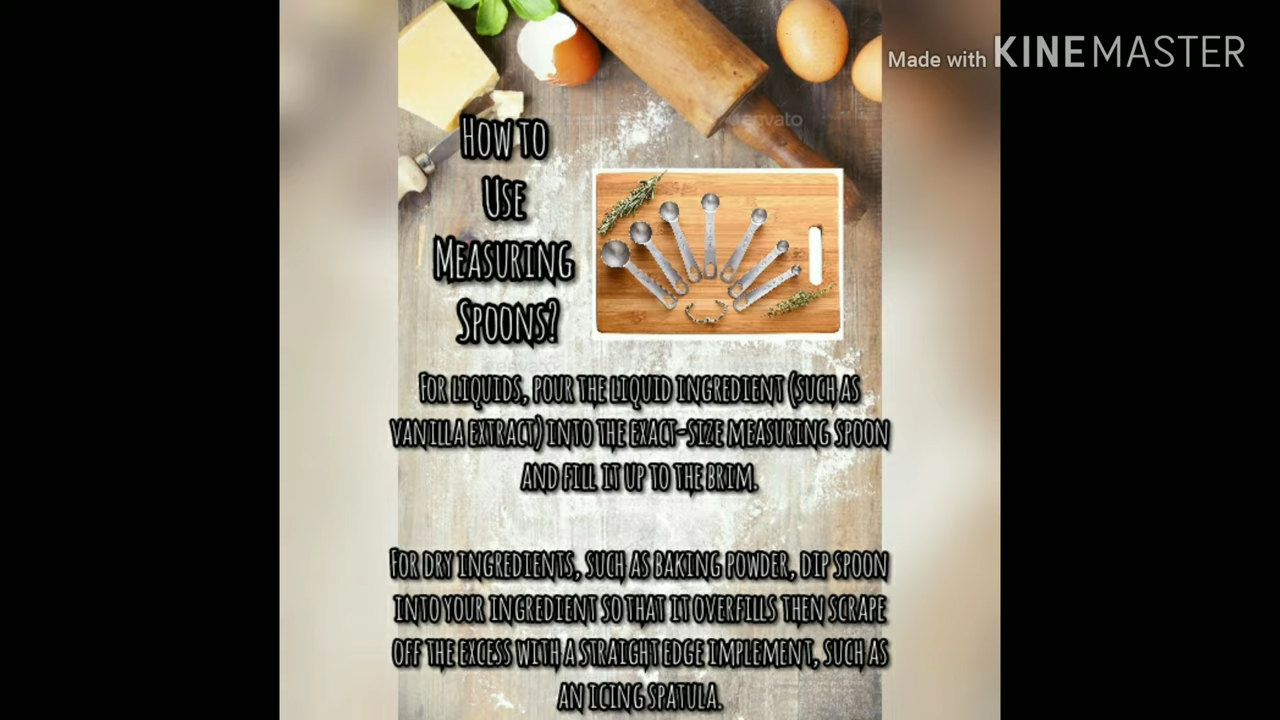 Made with KINEMASTER
envato
How to
Use
Measuring
Spoons?
For liquids, pour the liquid ingredient (such as
vanilla extract) into the exact-size measuring spoon
and fill it up to the brim.
For dry ingredients, such as baking powder, dip spoon
into your ingredient so that it overfills then scrape
off the excess with a straight edge implement, such as
an icing spatula.